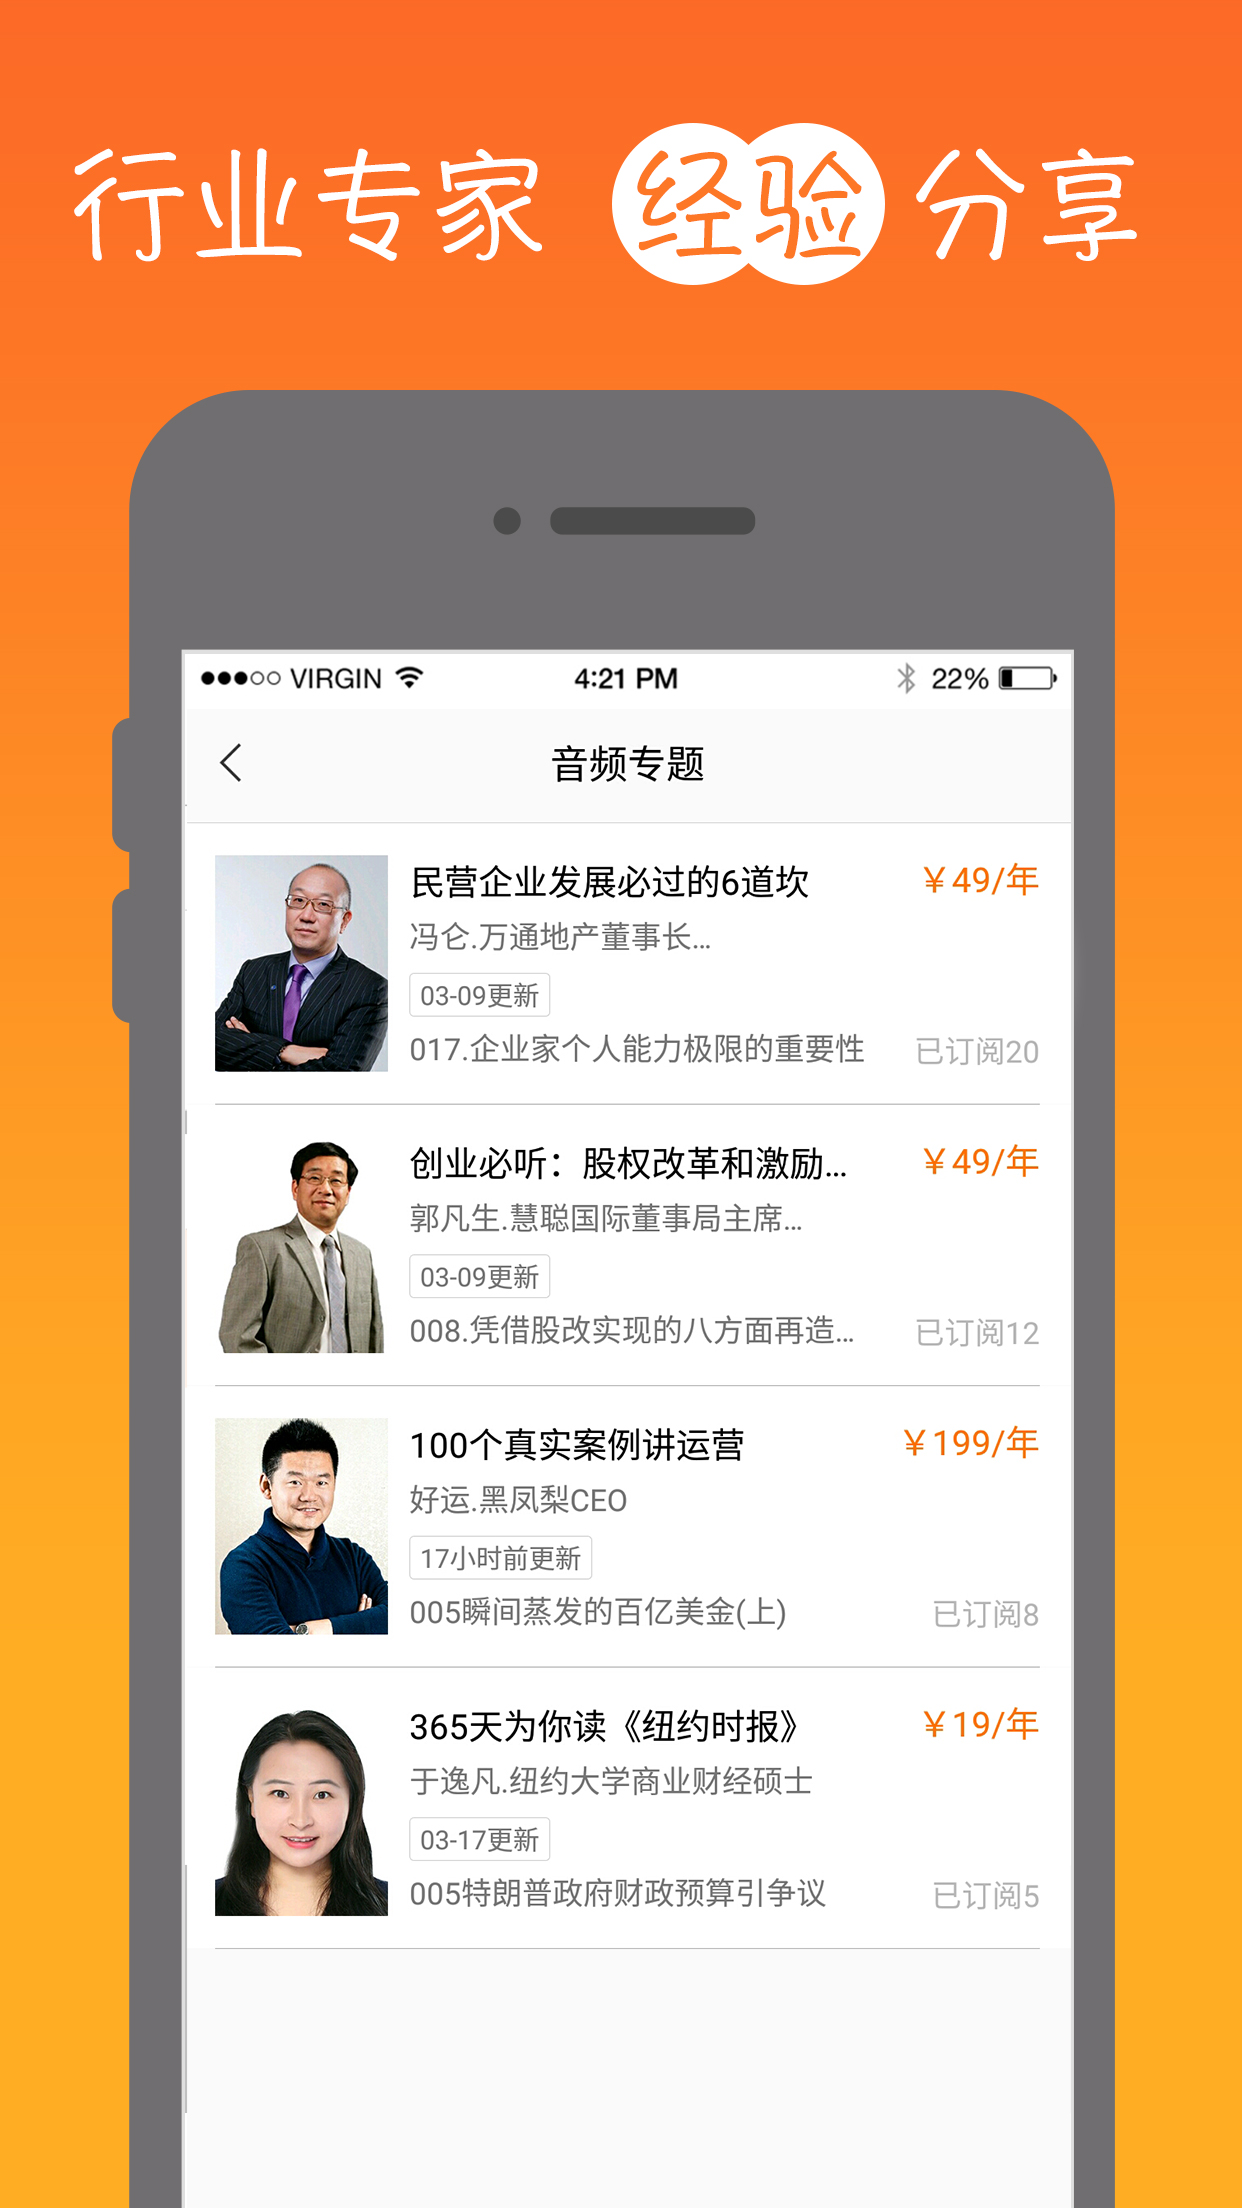 行业专家 经验分享
VIRGIN 4:21 PM 22%
音频专题
民营企业发展必过的6道坎 ¥49/年
冯仑.万通地产董事长...
03-09更新
017.企业家个人能力极限的重要性 已订阅20
创业必听：股权改革和激励... ¥49/年
郭凡生.慧聪国际董事局主席...
03-09更新
008.凭借股改实现的八方面再造... 已订阅12
100个真实案例讲运营 ¥199/年
好运.黑凤梨CEO
17小时前更新
005瞬间蒸发的百亿美金(上) 已订阅8
365天为你读《纽约时报》 ¥19/年
于逸凡.纽约大学商业财经硕士
03-17更新
005特朗普政府财政预算引争议 已订阅5